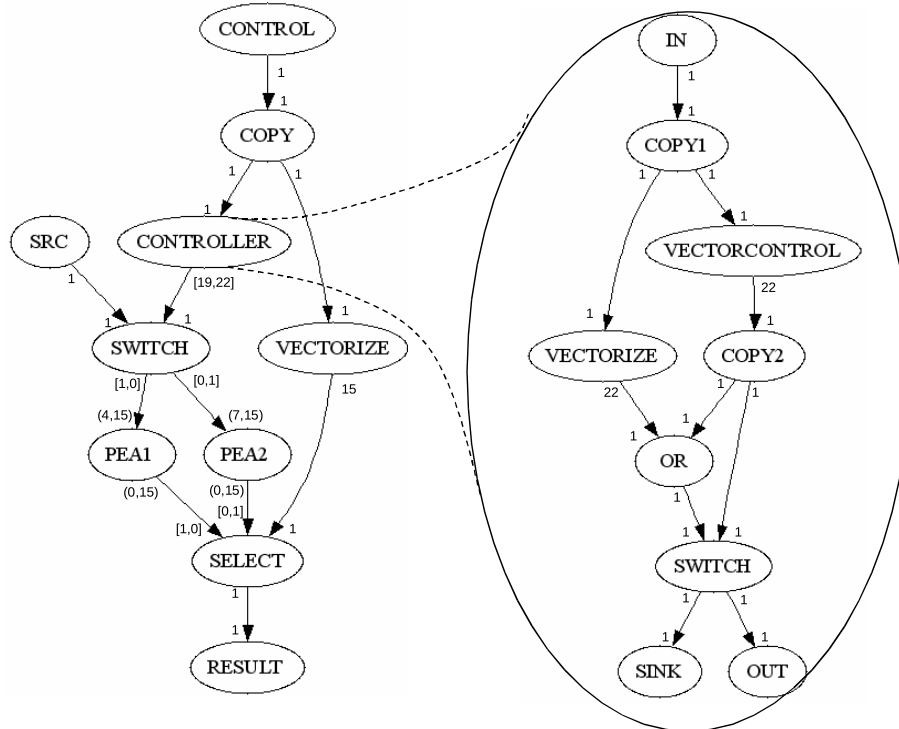 CONTROL
1
1
COPY
1
1
1
CONTROLLER
SRC
1
[19,22]
1
1
1
SWITCH
VECTORIZE
[1,0]
[0,1]
15
(4,15)
(7,15)
PEA1
PEA2
(0,15)
(0,15)
[0,1]
[1,0]
1
SELECT
1
1
RESULT
IN
1
1
COPY1
1
1
1
VECTORCONTROL
22
1
1
VECTORIZE
COPY2
22
1
1
1
1
OR
1
1
1
SWITCH
1
1
1
1
SINK
OUT